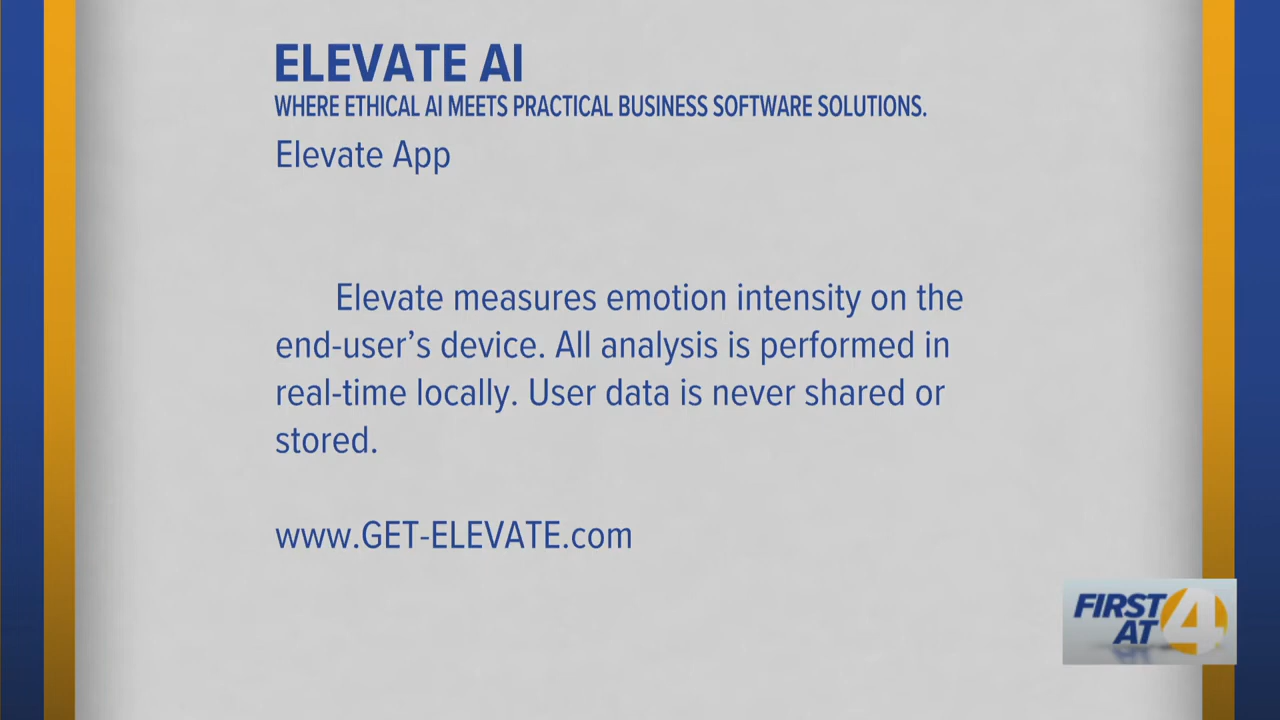 ELEVATE AI
WHERE ETHICAL AI MEETS PRACTICAL BUSINESS SOFTWARE SOLUTIONS.
Elevate App
Elevate measures emotion intensity on the
end-user’s device. All analysis is performed in
real-time locally. User data is never shared or
stored.
www.GET-ELEVATE.com
FIRST
AT 4